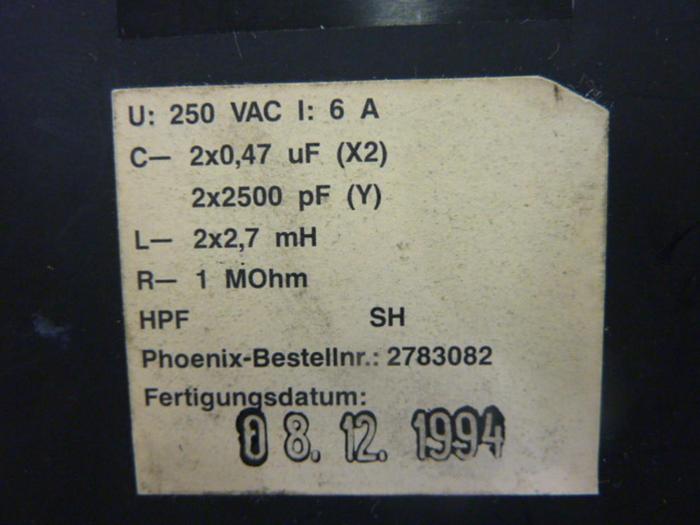 U: 250 VAC I: 6 A
C— 2x0,47 uF (X2)
2x2500 pF (Y)
L— 2x2,7 mH
R— 1 MOhm
HPF SH
Phoenix-Bestellnr.: 2783082
Fertigungsdatum:
08. 12. 1994